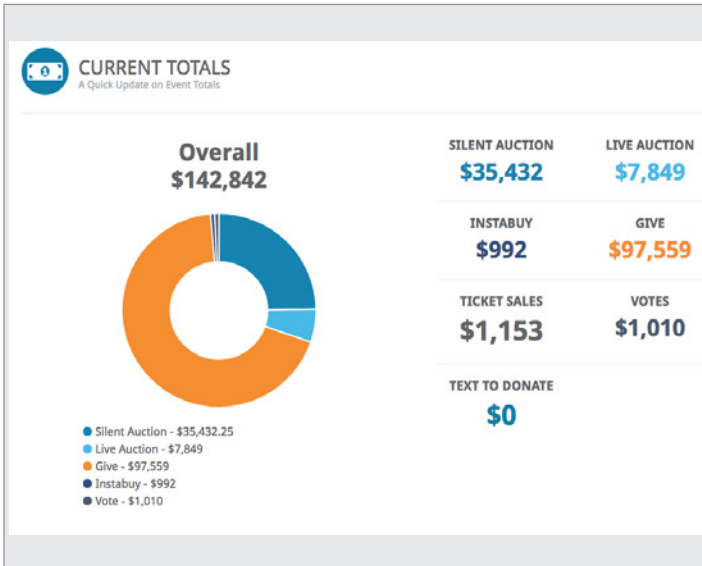 CURRENT TOTALS
A Quick Update on Event Totals
Overall
$142,842
SILENT AUCTION
$35,432
LIVE AUCTION
$7,849
INSTABUY
$992
GIVE
$97,559
TICKET SALES
$1,153
VOTES
$1,010
TEXT TO DONATE
$0
Silent Auction - $35,432.25
Live Auction - $7,849
Give - $97,559
Instabuy - $992
Vote - $1,010